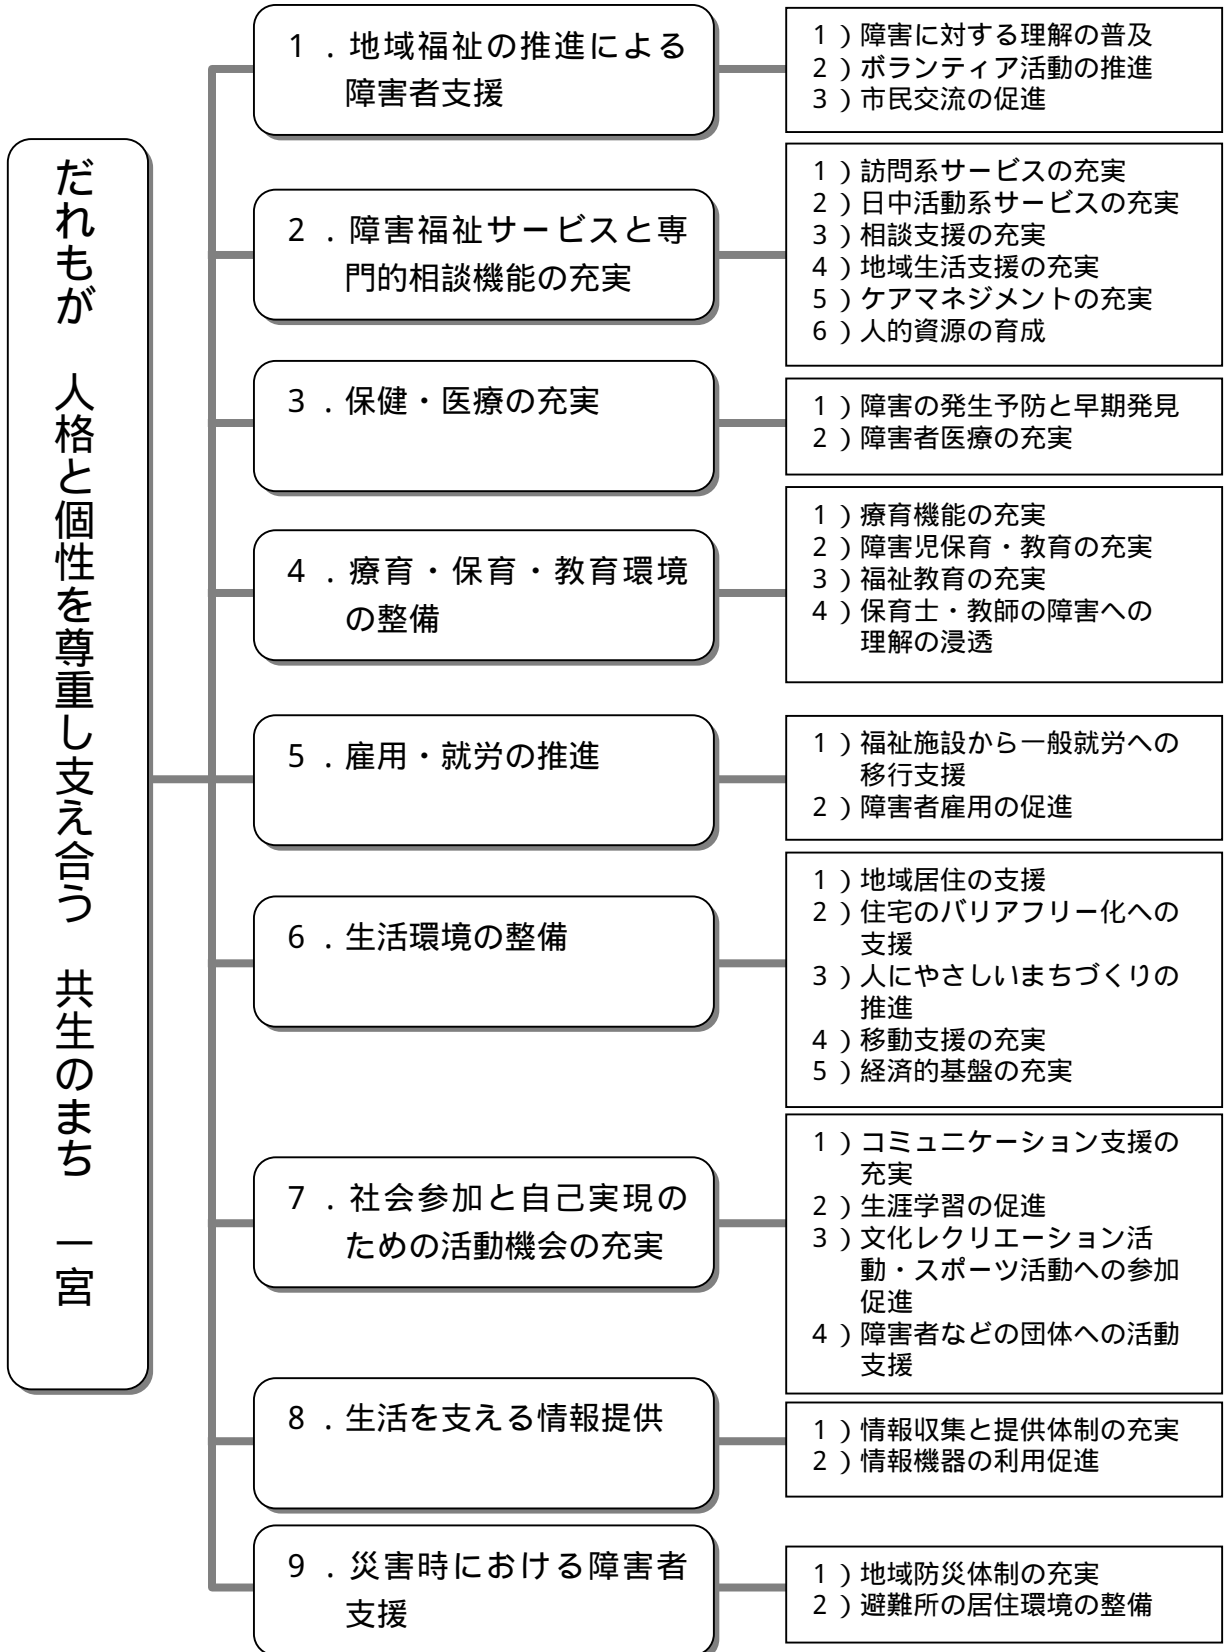 だれもが 人格と個性を尊重し支え合う 共生のまち 一宮
1．地域福祉の推進による
障害者支援
1）障害に対する理解の普及
2）ボランティア活動の推進
3）市民交流の促進
2．障害福祉サービスと専
門的相談機能の充実
1）訪問系サービスの充実
2）日中活動系サービスの充実
3）相談支援の充実
4）地域生活支援の充実
5）ケアマネジメントの充実
6）人的資源の育成
3．保健・医療の充実
1）障害の発生予防と早期発見
2）障害者医療の充実
4．療育・保育・教育環境
の整備
1）療育機能の充実
2）障害児保育・教育の充実
3）福祉教育の充実
4）保育士・教師の障害への
理解の浸透
5．雇用・就労の推進
1）福祉施設から一般就労への
移行支援
2）障害者雇用の促進
6．生活環境の整備
1）地域居住の支援
2）住宅のバリアフリー化への
支援
3）人にやさしいまちづくりの
推進
4）移動支援の充実
5）経済的基盤の充実
7．社会参加と自己実現の
ための活動機会の充実
1）コミュニケーション支援の
充実
2）生涯学習の促進
3）文化レクリエーション活
動・スポーツ活動への参加
促進
4）障害者などの団体への活動
支援
8．生活を支える情報提供
1）情報収集と提供体制の充実
2）情報機器の利用促進
9．災害時における障害者
支援
1）地域防災体制の充実
2）避難所の居住環境の整備